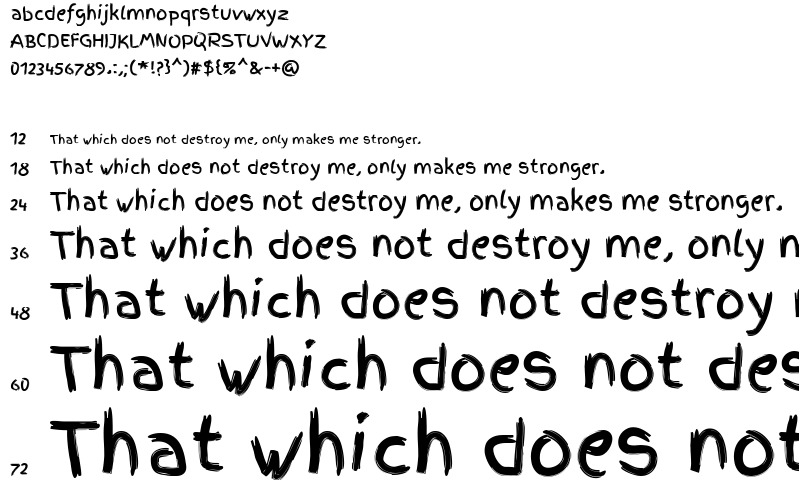 abcdefghijklmnopqrstuvwxyz
ABCDEFGHIJKLMNOPQRSTUVWXYZ
0123456789.:,;(*!?}^)#${%^&-+@
12 That which does not destroy me, only makes me stronger.
18 That which does not destroy me, only makes me stronger.
24 That which does not destroy me, only makes me stronger.
36 That which does not destroy me, only
48 That which does not destroy
60 That which does not des
72 That which does not